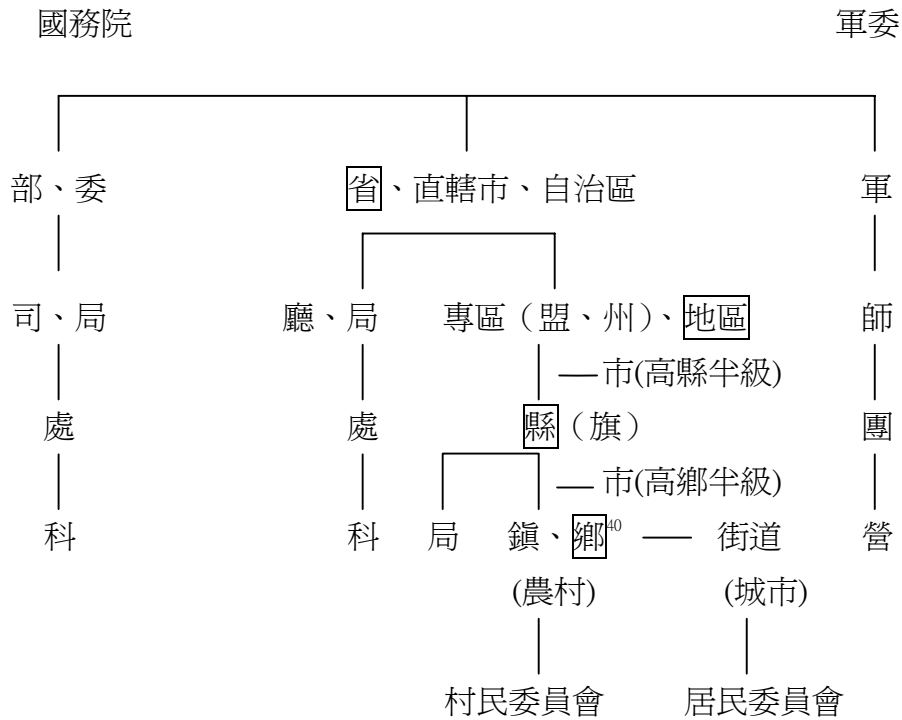 國務院 軍委
部、委 省、直轄市、自治區 軍
司、局 廳、局 專區（盟、州）、地區 師
市(高縣半級)
處 處 縣（旗） 團
市(高鄉半級)
科 科 局 鎮、鄉40 街道 營
(農村) (城市)
村民委員會 居民委員會